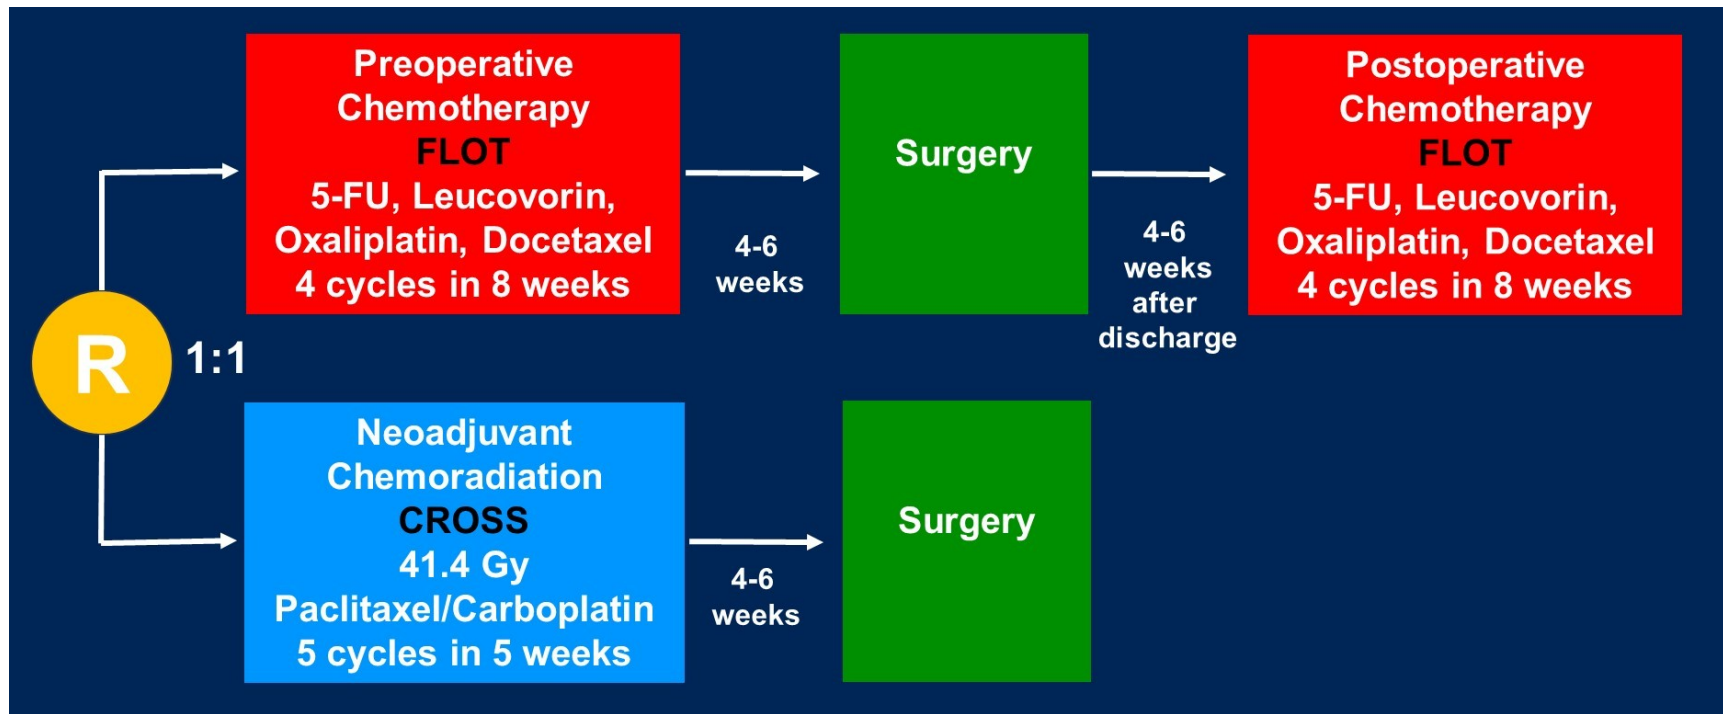 Preoperative
Chemotherapy
FLOT
5-FU, Leucovorin,
Oxaliplatin, Docetaxel
4 cycles in 8 weeks
4-6
weeks
Surgery
4-6
weeks
after
discharge
Postoperative
Chemotherapy
FLOT
5-FU, Leucovorin,
Oxaliplatin, Docetaxel
4 cycles in 8 weeks
R
1:1
Neoadjuvant
Chemoradiation
CROSS
41.4 Gy
Paclitaxel/Carboplatin
5 cycles in 5 weeks
4-6
weeks
Surgery